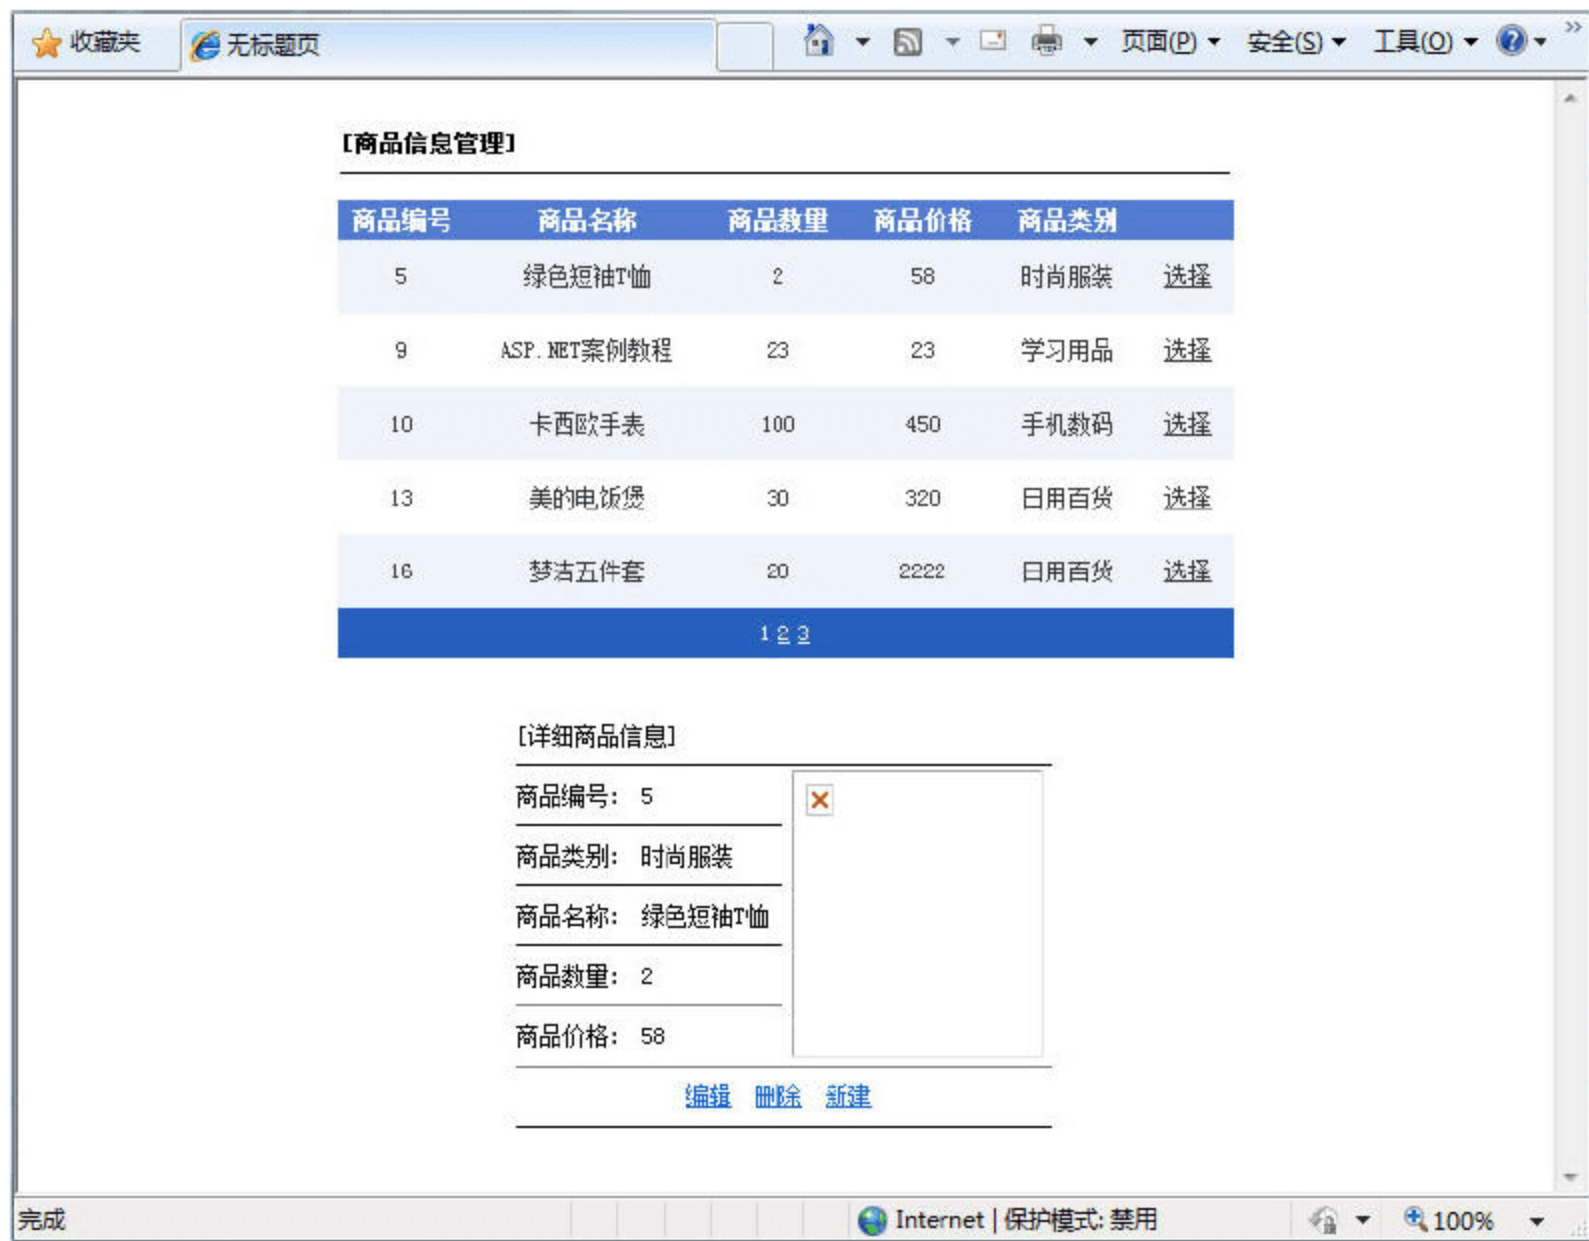 收藏夹 无标题页 页面(P) 安全(S) 工具(O)
[商品信息管理]
商品编号 商品名称 商品数量 商品价格 商品类别
5 绿色短袖T恤 2 58 时尚服装 选择
9 ASP.NET案例教程 23 23 学习用品 选择
10 卡西欧手表 100 450 手机数码 选择
13 美的电饭煲 30 320 日用百货 选择
16 梦洁五件套 20 2222 日用百货 选择
1 2 3
[详细商品信息]
商品编号: 5
商品类别: 时尚服装
商品名称: 绿色短袖T恤
商品数量: 2
商品价格: 58
编辑 删除 新建
完成 Internet | 保护模式: 禁用 100%